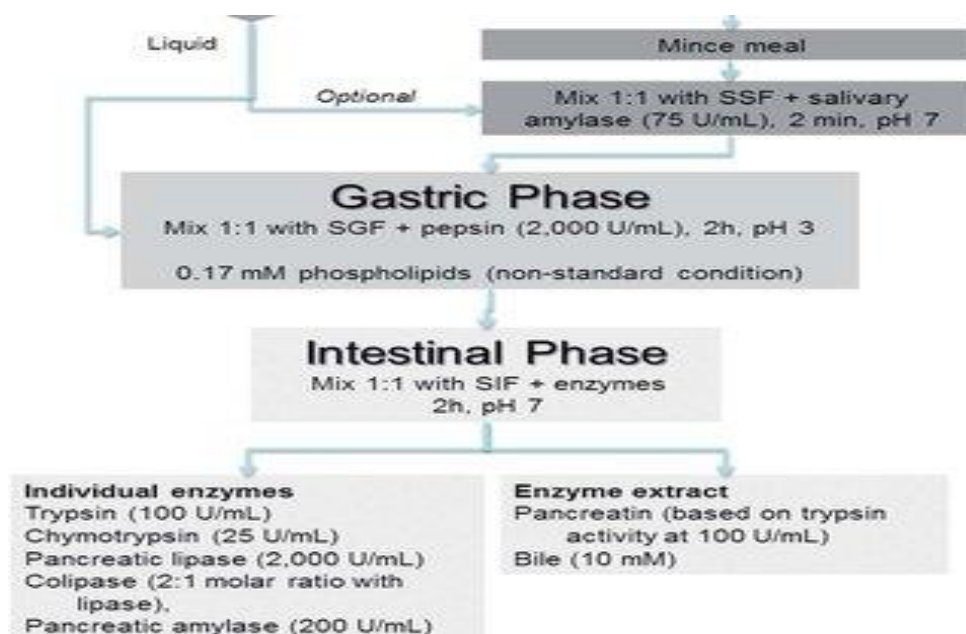 Liquid
Mince meal
Optional
Mix 1:1 with SSF + salivary
amylase (75 U/mL), 2 min, pH 7
Gastric Phase
Mix 1:1 with SGF + pepsin (2,000 U/mL), 2h, pH 3
0.17 mM phospholipids (non-standard condition)
Intestinal Phase
Mix 1:1 with SIF + enzymes
2h, pH 7
Individual enzymes
Trypsin (100 U/mL)
Chymotrypsin (25 U/mL)
Pancreatic lipase (2,000 U/mL)
Colipase (2:1 molar ratio with
lipase),
Pancreatic amylase (200 U/mL)
Enzyme extract
Pancreatin (based on trypsin
activity at 100 U/mL)
Bile (10 mM)